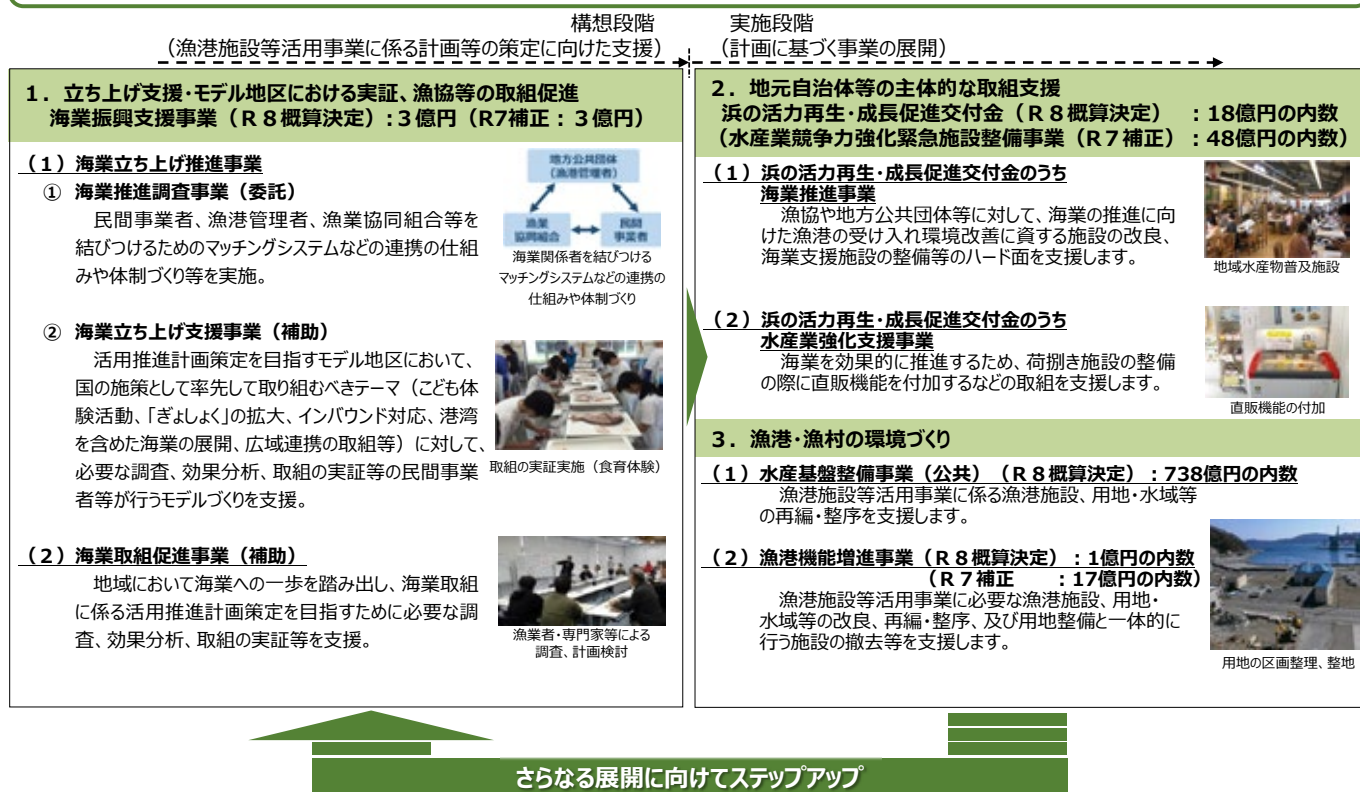 構想段階
(漁港施設等活用事業に係る計画等の策定に向けた支援)
実施段階
(計画に基づく事業の展開)
1.立ち上げ支援・モデル地区における実証、漁協等の取組促進
海業振興支援事業(R8概算決定):3億円(R7補正:3億円)
(1)海業立ち上げ推進事業
① 海業推進調査事業(委託)
民間事業者、漁港管理者、漁業協同組合等を
結びつけるためのマッチングシステムなどの連携の仕組
みや体制づくり等を実施。
地方公共団体
(漁港管理者)
漁業
協同組合
民間
事業者
海業関係者を結びつける
マッチングシステムなどの連携の
仕組みや体制づくり
② 海業立ち上げ支援事業(補助)
活用推進計画策定を目指すモデル地区において、
国の施策として率先して取り組むべきテーマ(こども体
験活動、「ぎょしょく」の拡大、インバウンド対応、港湾
を含めた海業の展開、広域連携の取組等)に対して、
必要な調査、効果分析、取組の実証等の民間事業
者等が行うモデルづくりを支援。
取組の実証実施(食育体験)
(2)海業取組促進事業(補助)
地域において海業への一歩を踏み出し、海業取組
に係る活用推進計画策定を目指すために必要な調
査、効果分析、取組の実証等を支援。
漁業者・専門家等による
調査、計画検討
2.地元自治体等の主体的な取組支援
浜の活力再生・成長促進交付金(R8概算決定) :18億円の内数
(水産業競争力強化緊急施設整備事業(R7補正):48億円の内数)
(1)浜の活力再生・成長促進交付金のうち
海業推進事業
漁協や地方公共団体等に対して、海業の推進に向
けた漁港の受け入れ環境改善に資する施設の改良、
海業支援施設の整備等のハード面を支援します。
地域水産物普及施設
(2)浜の活力再生・成長促進交付金のうち
水産業強化支援事業
海業を効果的に推進するため、荷捌き施設の整備
の際に直販機能を付加するなどの取組を支援します。
直販機能の付加
3.漁港・漁村の環境づくり
(1)水産基盤整備事業(公共)(R8概算決定):738億円の内数
漁港施設等活用事業に係る漁港施設、用地・水域等
の再編・整序を支援します。
(2)漁港機能増進事業(R8概算決定):1億円の内数
(R7補正 :17億円の内数)
漁港施設等活用事業に必要な漁港施設、用地・
水域等の改良、再編・整序、及び用地整備と一体的に
行う施設の撤去等を支援します。
用地の区画整理、整地
さらなる展開に向けてステップアップ